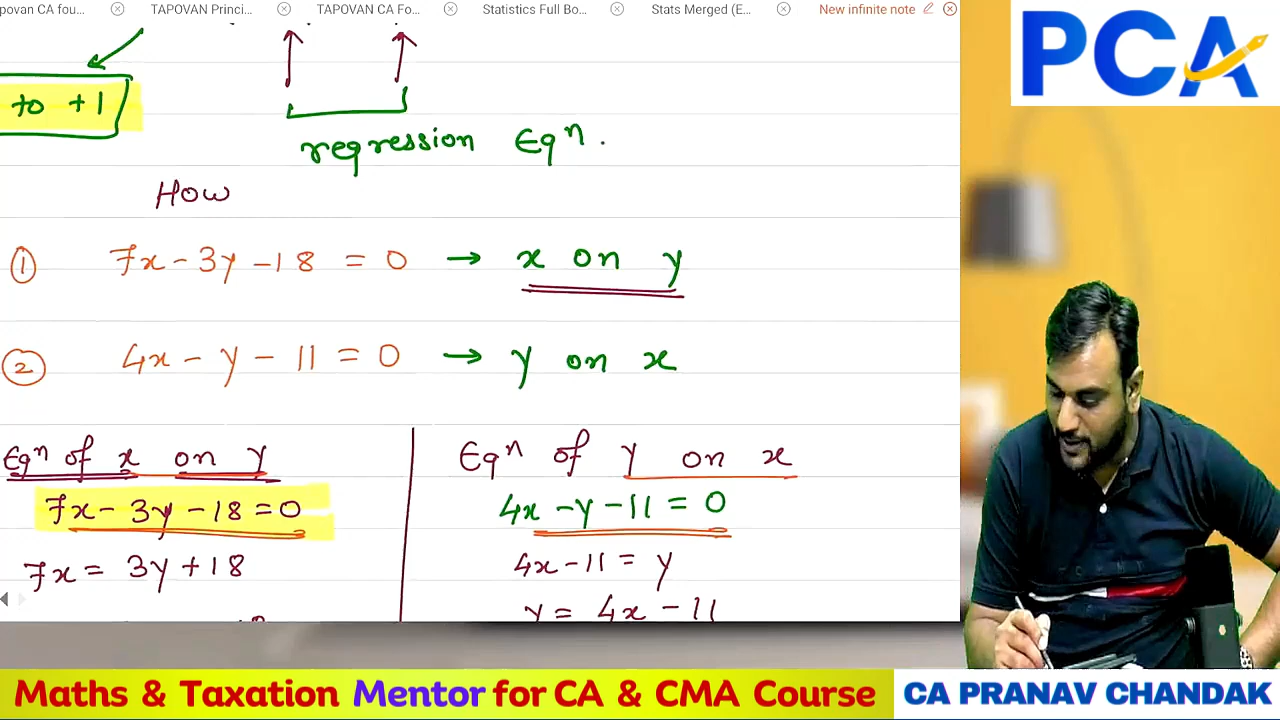 TAPOVAN CA fou... TAPOVAN Princi... TAPOVAN CA Fo... Statistics Full Bo... Stats Merged (E... New infinite note
PCA
to +1
regression Eqn.
How
① 7x - 3y - 18 = 0 → x on y
② 4x - y - 11 = 0 → y on x
Eqn of x on y
7x - 3y - 18 = 0
7x = 3y + 18
Eqn of y on x
4x - y - 11 = 0
4x - 11 = y
y = 4x - 11
Maths & Taxation Mentor for CA & CMA Course
CA PRANAV CHANDAK